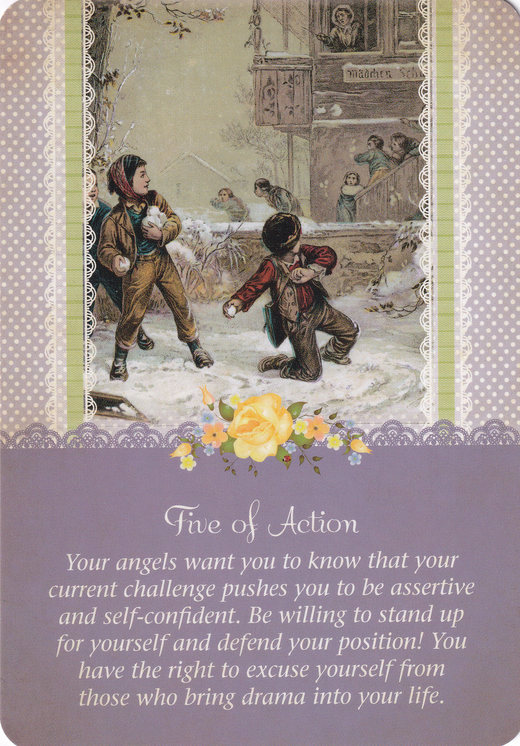 Mädchen Sch
Five of Action
Your angels want you to know that your
current challenge pushes you to be assertive
and self-confident. Be willing to stand up
for yourself and defend your position! You
have the right to excuse yourself from
those who bring drama into your life.